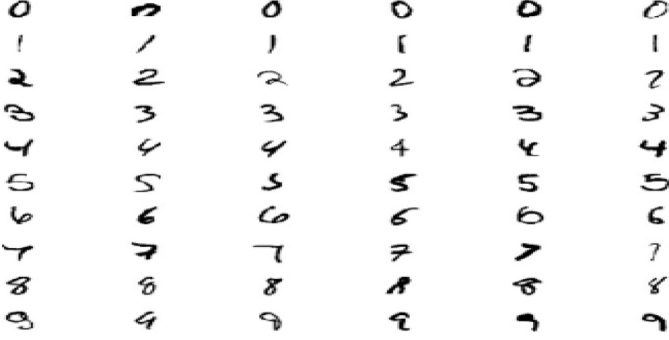 0 0 0 0 0 0
1 1 1 1 1 1
2 2 2 2 2 2
3 3 3 3 3 3
4 4 4 4 4 4
5 5 5 5 5 5
6 6 6 6 6 6
7 7 7 7 7 7
8 8 8 8 8 8
9 9 9 9 9 9